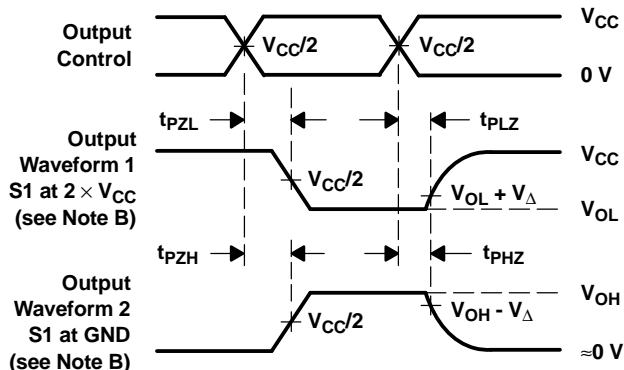 Output
Control
V_CC/2
V_CC/2
V_CC
0 V
t_PZL
t_PLZ
Output
Waveform 1
S1 at 2 × V_CC
(see Note B)
V_CC/2
V_OL + V_Δ
V_CC
V_OL
t_PZH
t_PHZ
Output
Waveform 2
S1 at GND
(see Note B)
V_CC/2
V_OH - V_Δ
V_OH
≈0 V